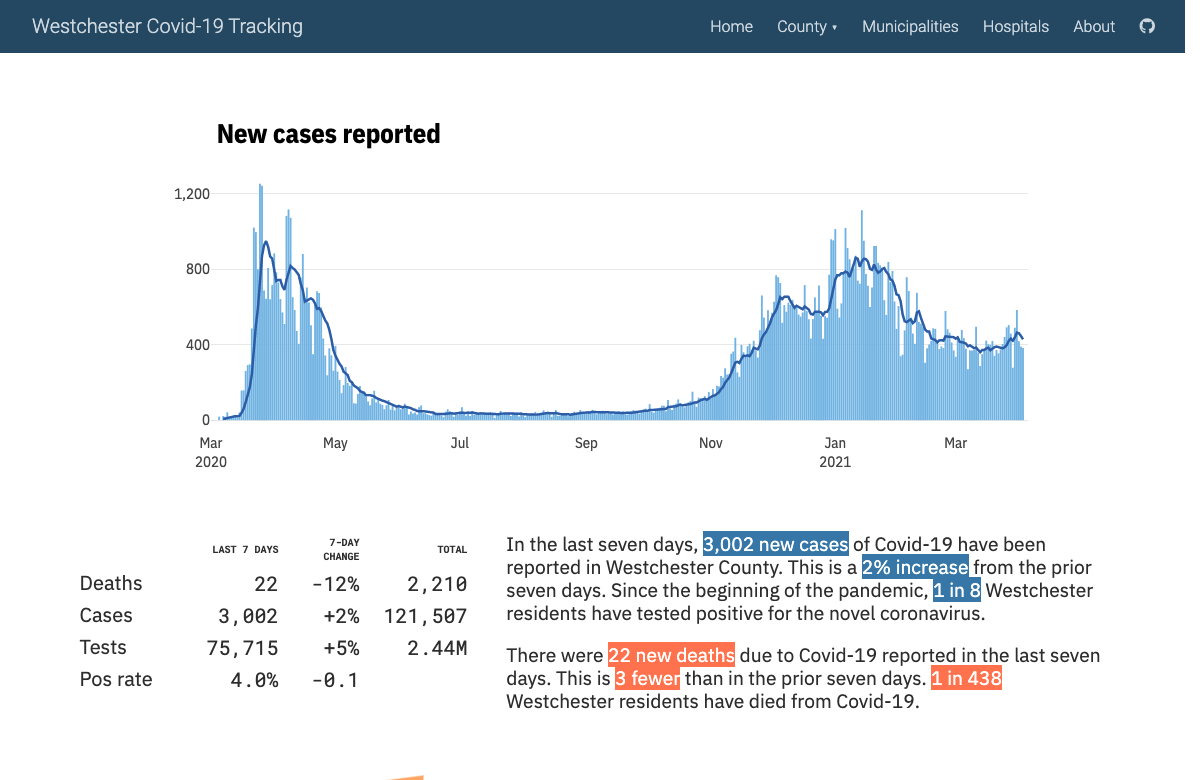 Westchester Covid-19 Tracking
Home County ▾ Municipalities Hospitals About
New cases reported
1,200
800
400
0
Mar May Jul Sep Nov Jan Mar
2020 2021
LAST 7 DAYS 7-DAY CHANGE TOTAL
Deaths 22 -12% 2,210
Cases 3,002 +2% 121,507
Tests 75,715 +5% 2.44M
Pos rate 4.0% -0.1
In the last seven days, 3,002 new cases of Covid-19 have been
reported in Westchester County. This is a 2% increase from the prior
seven days. Since the beginning of the pandemic, 1 in 8 Westchester
residents have tested positive for the novel coronavirus.
There were 22 new deaths due to Covid-19 reported in the last seven
days. This is 3 fewer than in the prior seven days. 1 in 438
Westchester residents have died from Covid-19.